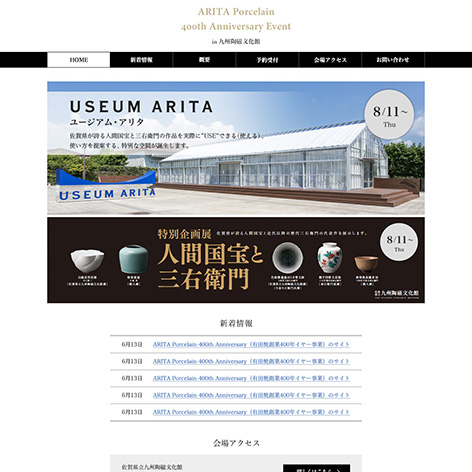 ARITA Porcelain
400th Anniversary Event
in 九州陶磁文化館
HOME
新着情報
概要
予約受付
会場アクセス
お問い合わせ
USEUM ARITA
ユージアム・アリタ
佐賀県が誇る人間国宝と三右衛門の作品を実際に"USE"できる(使える)、
使い方を提案する、特別な空間が誕生します。
8/11~
Thu
USEUM ARITA
特別企画展
佐賀県が誇る人間国宝と近代以降の歴代三右衛門の代表作を展示します。
人間国宝と
三右衛門
8/11~
Thu
九州陶磁文化館
新着情報
6月13日 ARITA Porcelain 400th Anniversary（有田焼創業400年イヤー事業）のサイト
6月13日 ARITA Porcelain 400th Anniversary（有田焼創業400年イヤー事業）のサイト
6月13日 ARITA Porcelain 400th Anniversary（有田焼創業400年イヤー事業）のサイト
6月13日 ARITA Porcelain 400th Anniversary（有田焼創業400年イヤー事業）のサイト
6月13日 ARITA Porcelain 400th Anniversary（有田焼創業400年イヤー事業）のサイト
会場アクセス
佐賀県立九州陶磁文化館
詳しくはこちら